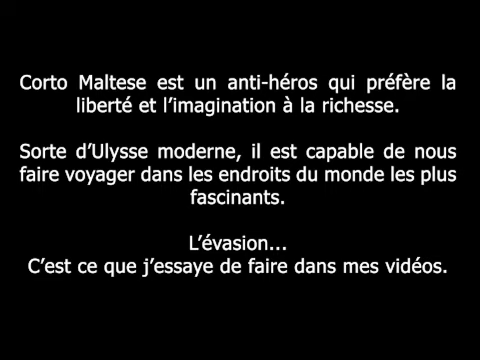 Corto Maltese est un anti-héros qui préfère la
liberté et l'imagination à la richesse.
Sorte d'Ulysse moderne, il est capable de nous
faire voyager dans les endroits du monde les plus
fascinants.
L'évasion...
C'est ce que j'essaye de faire dans mes vidéos.